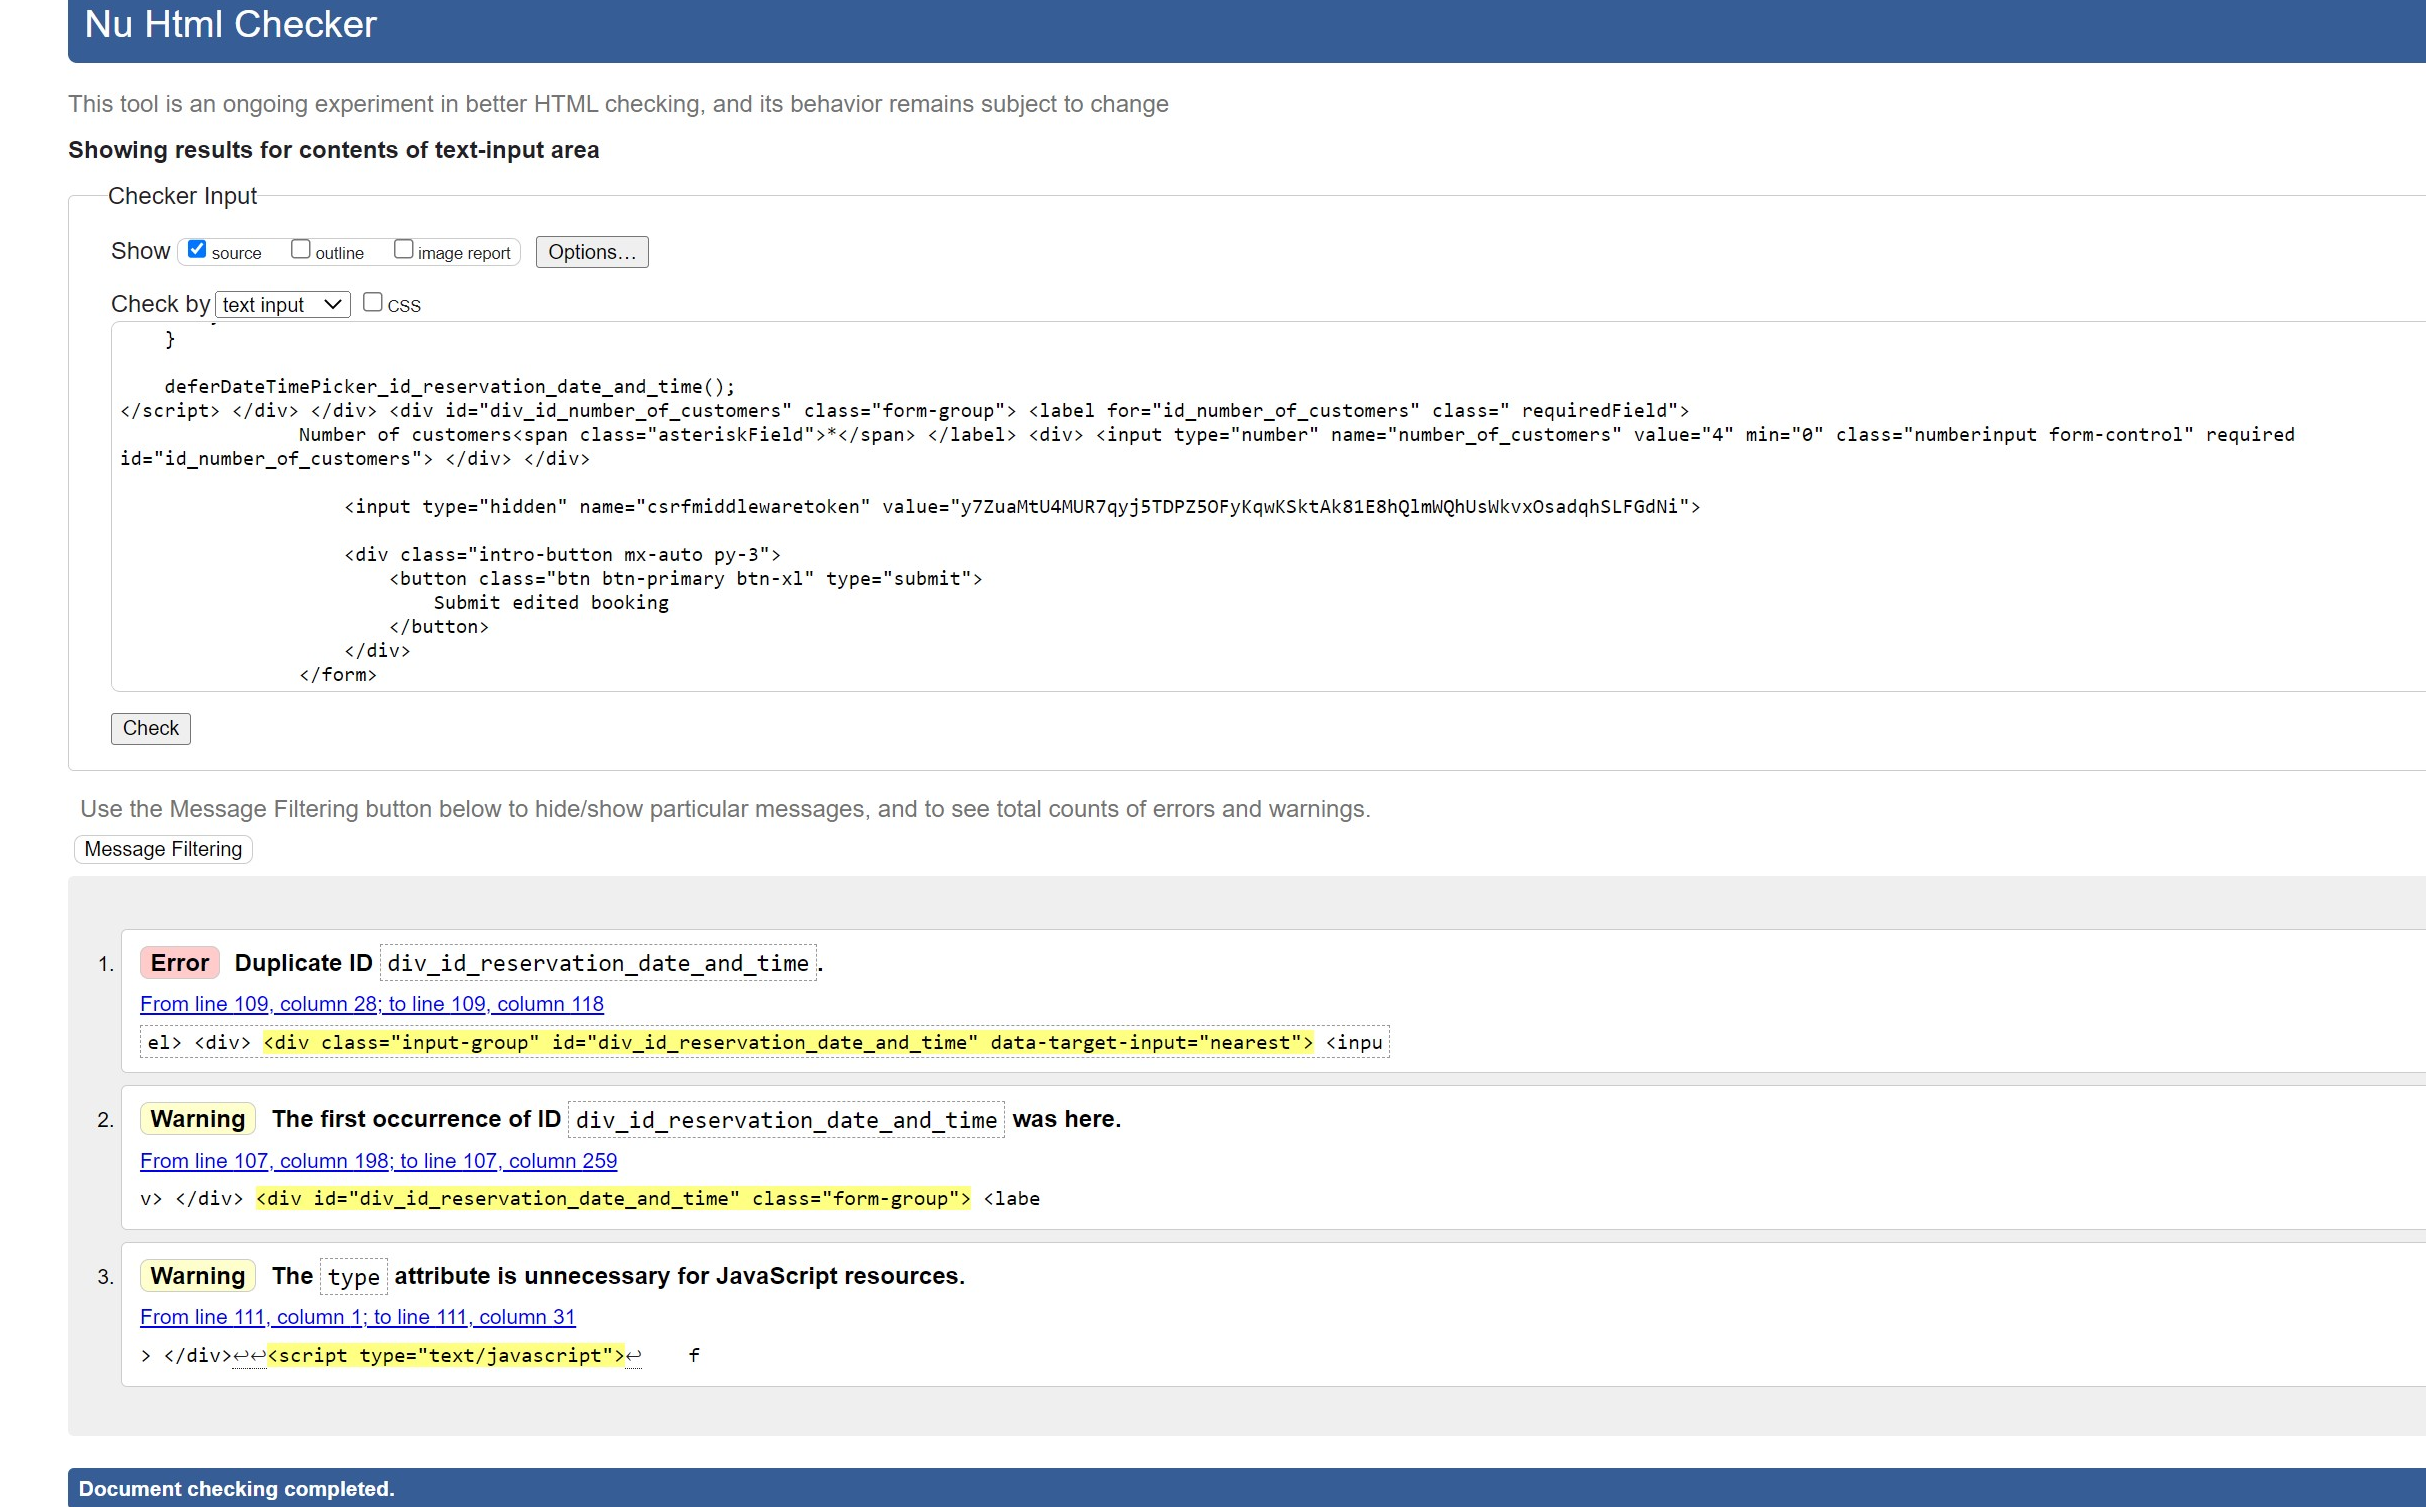 Nu Html Checker
This tool is an ongoing experiment in better HTML checking, and its behavior remains subject to change
Showing results for contents of text-input area
Checker Input
Show source outline image report Options...
Check by text input CSS
}
deferDateTimePicker_id_reservation_date_and_time();
</script> </div> </div> <div id="div_id_number_of_customers" class="form-group"> <label for="id_number_of_customers" class=" requiredField">
Number of customers<span class="asteriskField">*</span> </label> <div> <input type="number" name="number_of_customers" value="4" min="0" class="numberinput form-control" required
id="id_number_of_customers"> </div> </div>
<input type="hidden" name="csrfmiddlewaretoken" value="y7ZuaMtU4MUR7qyj5TDPZ5OFyKqwKSktAk81E8hQlmWQhUsWkvxOsadqhSLFGdNi">
<div class="intro-button mx-auto py-3">
<button class="btn btn-primary btn-xl" type="submit">
Submit edited booking
</button>
</div>
</form>
Check
Use the Message Filtering button below to hide/show particular messages, and to see total counts of errors and warnings.
Message Filtering
1. Error Duplicate ID div_id_reservation_date_and_time.
From line 109, column 28; to line 109, column 118
el> <div> <div class="input-group" id="div_id_reservation_date_and_time" data-target-input="nearest"> <inpu
2. Warning The first occurrence of ID div_id_reservation_date_and_time was here.
From line 107, column 198; to line 107, column 259
v> </div> <div id="div_id_reservation_date_and_time" class="form-group"> <labe
3. Warning The type attribute is unnecessary for JavaScript resources.
From line 111, column 1; to line 111, column 31
> </div>↩↩<script type="text/javascript">↩ f
Document checking completed.